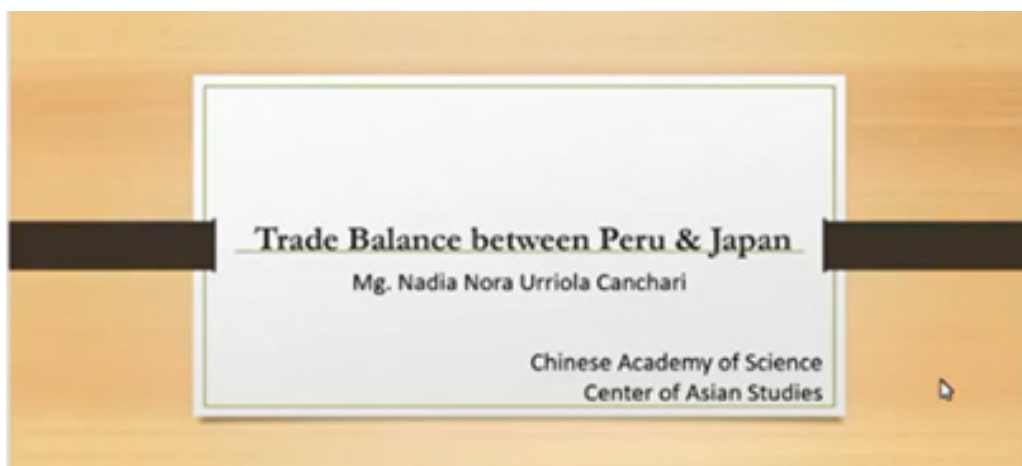 Trade Balance between Peru & Japan
Mg. Nadia Nora Urriola Canchari
Chinese Academy of Science
Center of Asian Studies